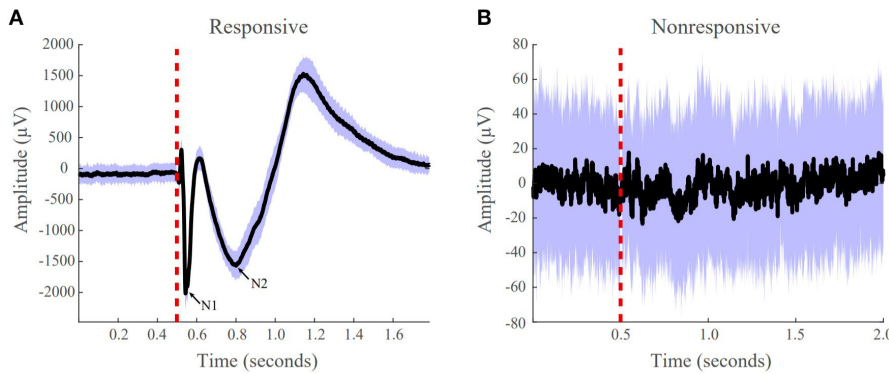 A
Responsive
2000
1500
1000
500
0
-500
-1000
-1500
-2000
Amplitude (µV)
N1
N2
0.2 0.4 0.6 0.8 1.0 1.2 1.4 1.6
Time (seconds)
B
Nonresponsive
80
60
40
20
0
-20
-40
-60
-80
Amplitude (µV)
0.5 1.0 1.5 2.0
Time (seconds)